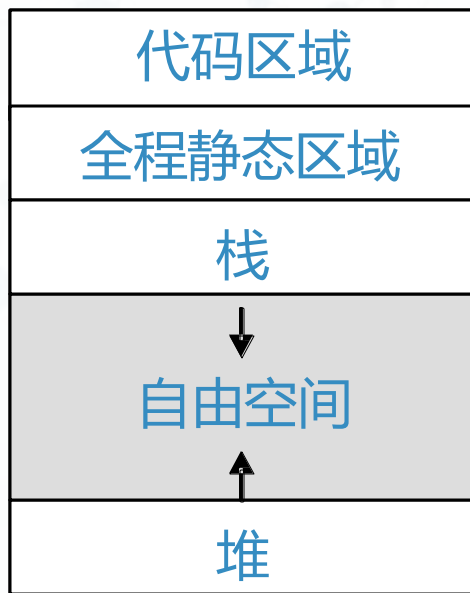 代码区域
全程静态区域
栈
自由空间
堆